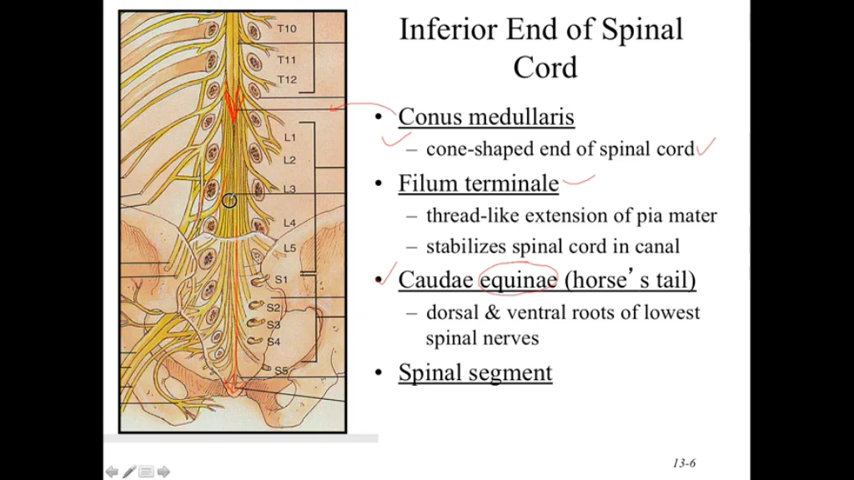 Inferior End of Spinal
Cord
• Conus medullaris
– cone-shaped end of spinal cord
• Filum terminale
– thread-like extension of pia mater
– stabilizes spinal cord in canal
• Caudae equinae (horse’s tail)
– dorsal & ventral roots of lowest
spinal nerves
• Spinal segment
T10
T11
T12
L1
L2
L3
L4
L5
S1
S2
S3
S4
S5
13-6